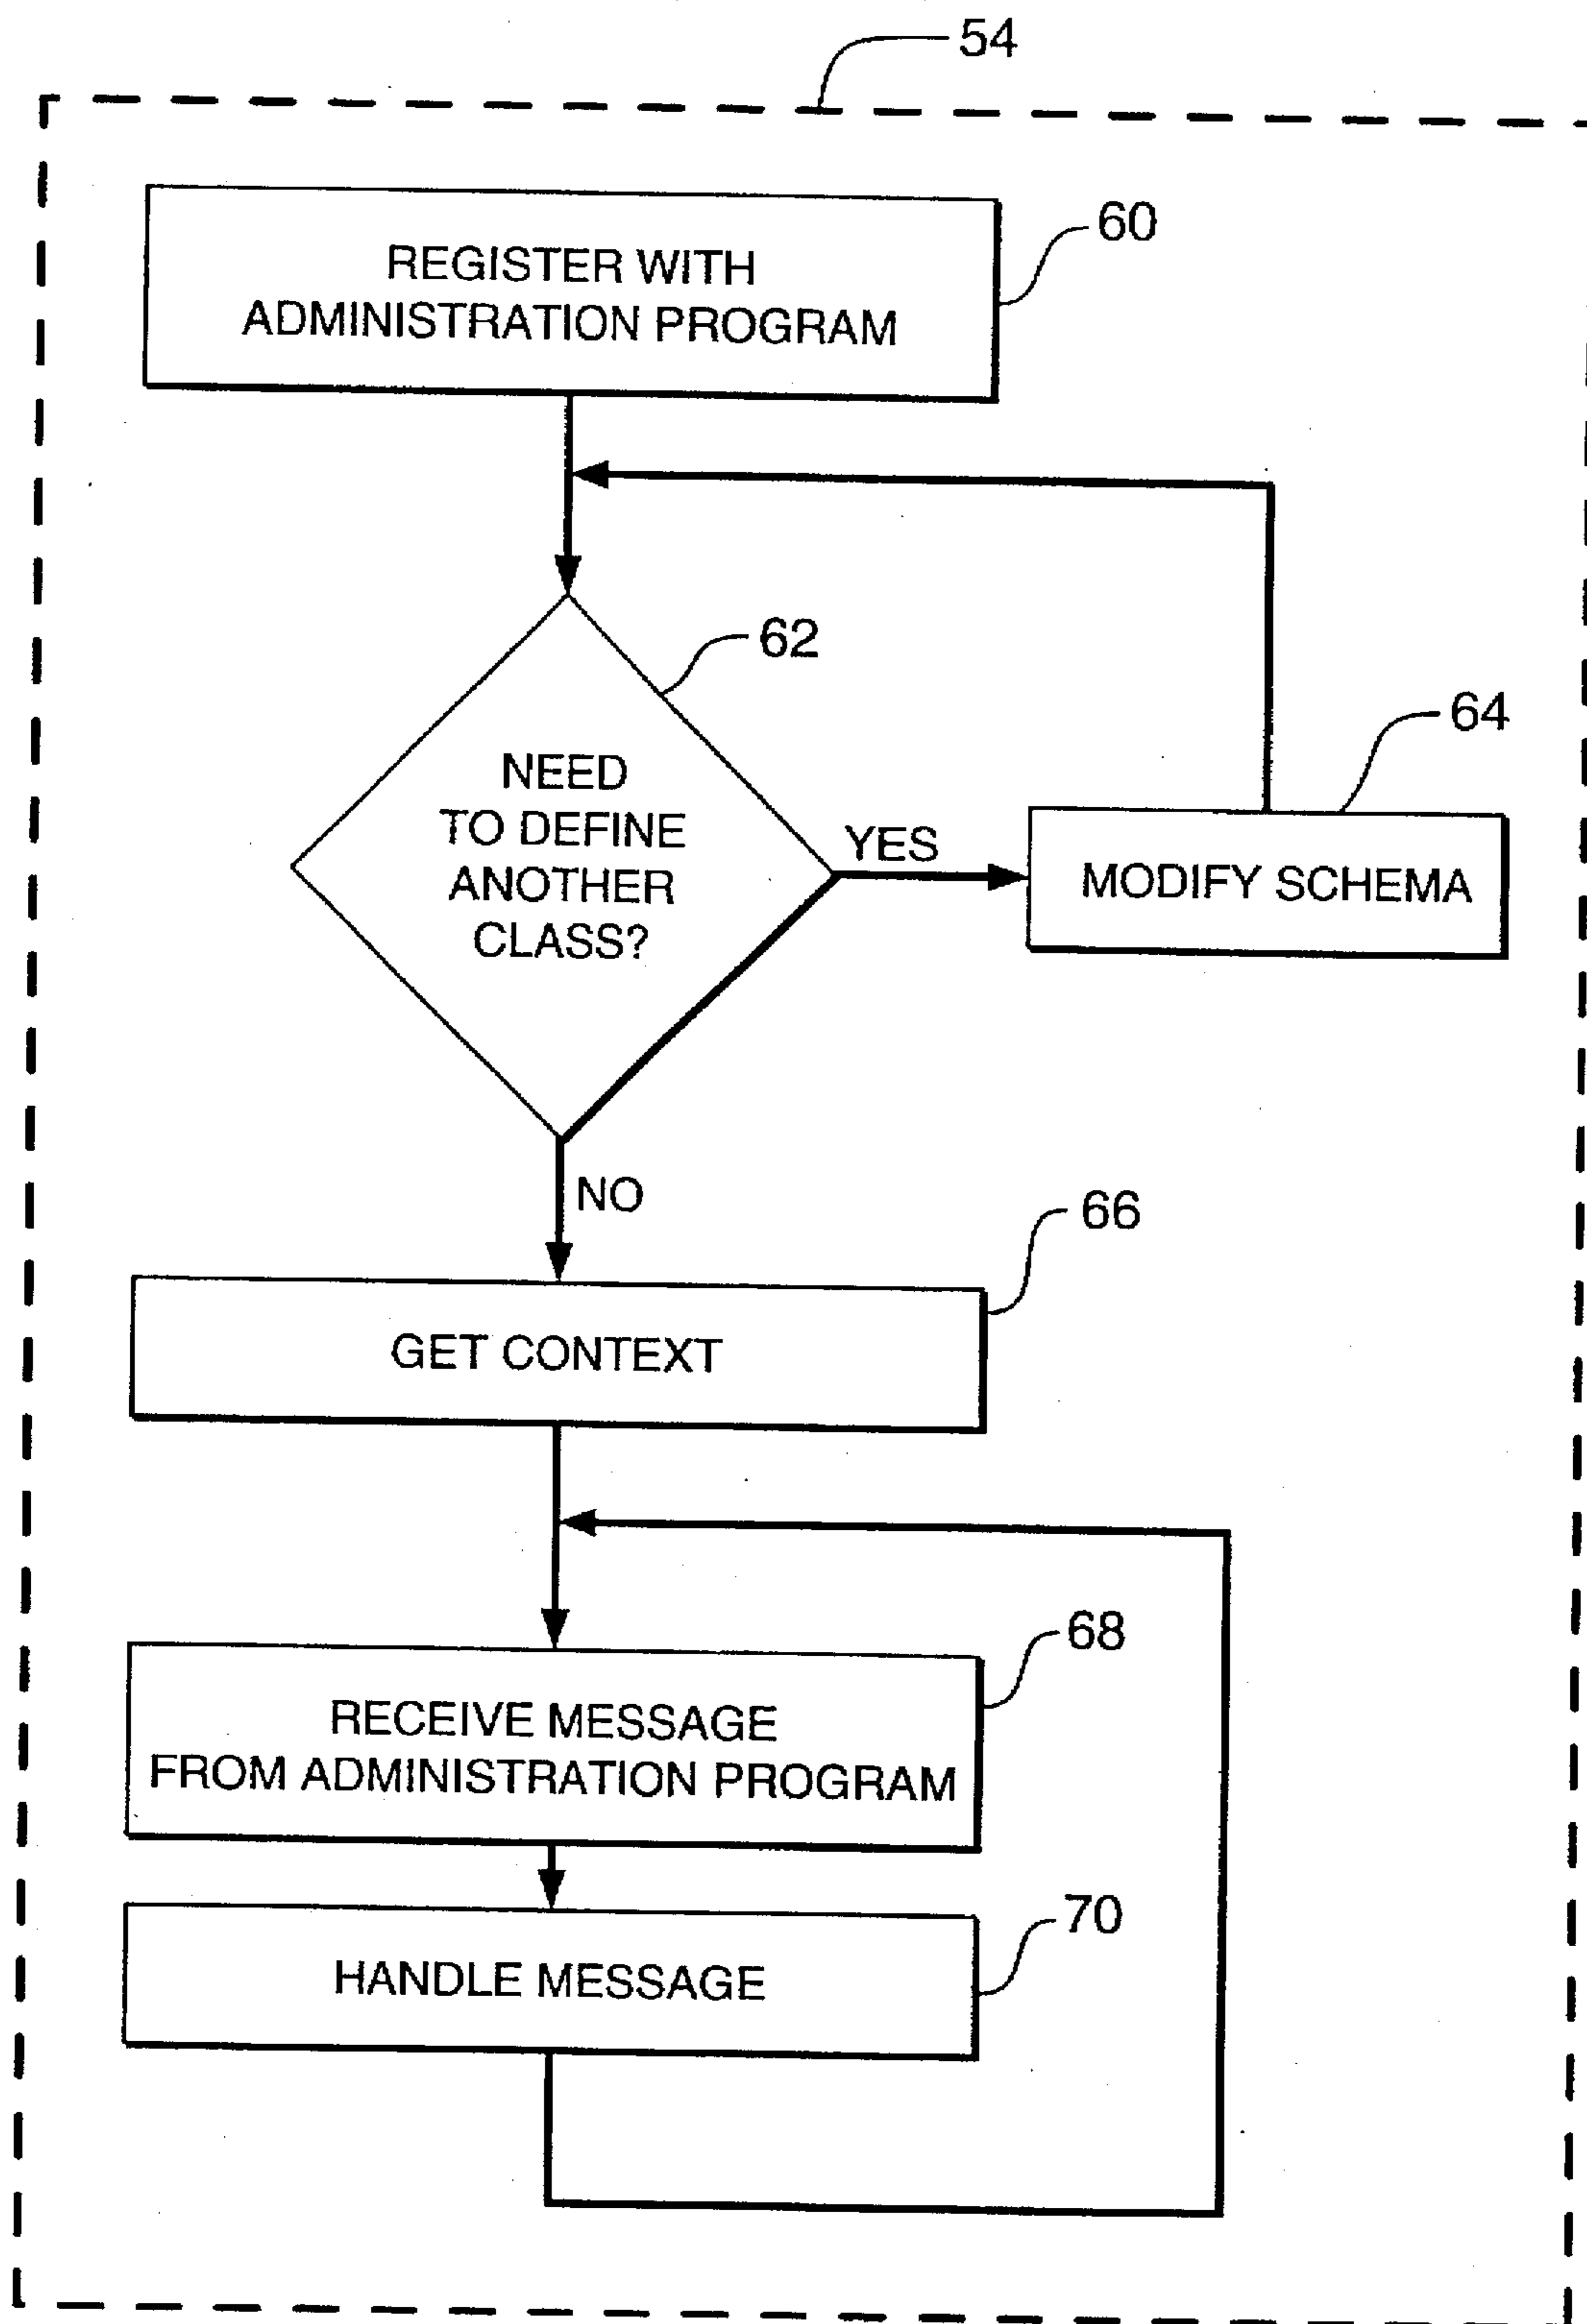 54
REGISTER WITH
ADMINISTRATION PROGRAM
60
62
NEED
TO DEFINE
ANOTHER
CLASS?
YES
64
MODIFY SCHEMA
NO
66
GET CONTEXT
68
RECEIVE MESSAGE
FROM ADMINISTRATION PROGRAM
70
HANDLE MESSAGE